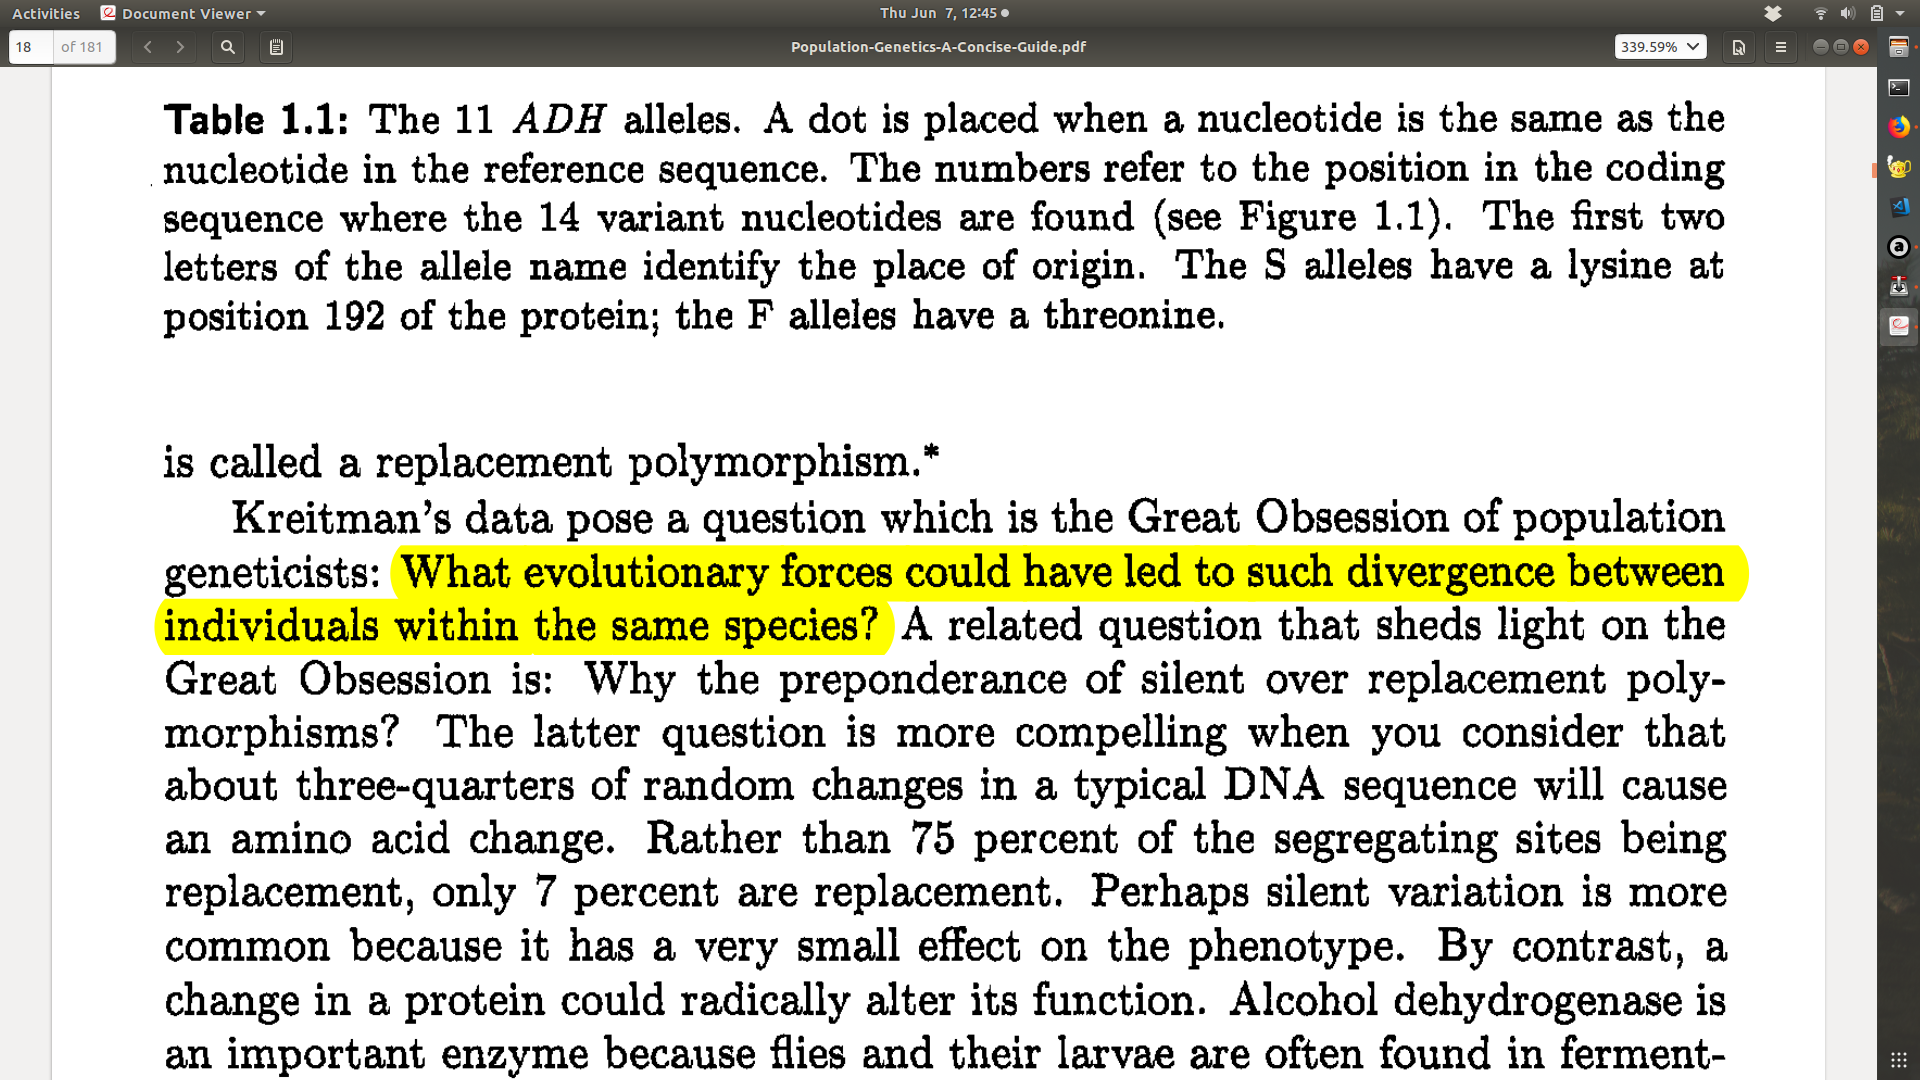 Activities Document Viewer Thu Jun 7, 12:45
18 of 181 Population-Genetics-A-Concise-Guide.pdf 339.59%
Table 1.1: The 11 ADH alleles. A dot is placed when a nucleotide is the same as the
nucleotide in the reference sequence. The numbers refer to the position in the coding
sequence where the 14 variant nucleotides are found (see Figure 1.1). The first two
letters of the allele name identify the place of origin. The S alleles have a lysine at
position 192 of the protein; the F alleles have a threonine.
is called a replacement polymorphism.*
Kreitman's data pose a question which is the Great Obsession of population
geneticists: What evolutionary forces could have led to such divergence between
individuals within the same species? A related question that sheds light on the
Great Obsession is: Why the preponderance of silent over replacement poly-
morphisms? The latter question is more compelling when you consider that
about three-quarters of random changes in a typical DNA sequence will cause
an amino acid change. Rather than 75 percent of the segregating sites being
replacement, only 7 percent are replacement. Perhaps silent variation is more
common because it has a very small effect on the phenotype. By contrast, a
change in a protein could radically alter its function. Alcohol dehydrogenase is
an important enzyme because flies and their larvae are often found in ferment-